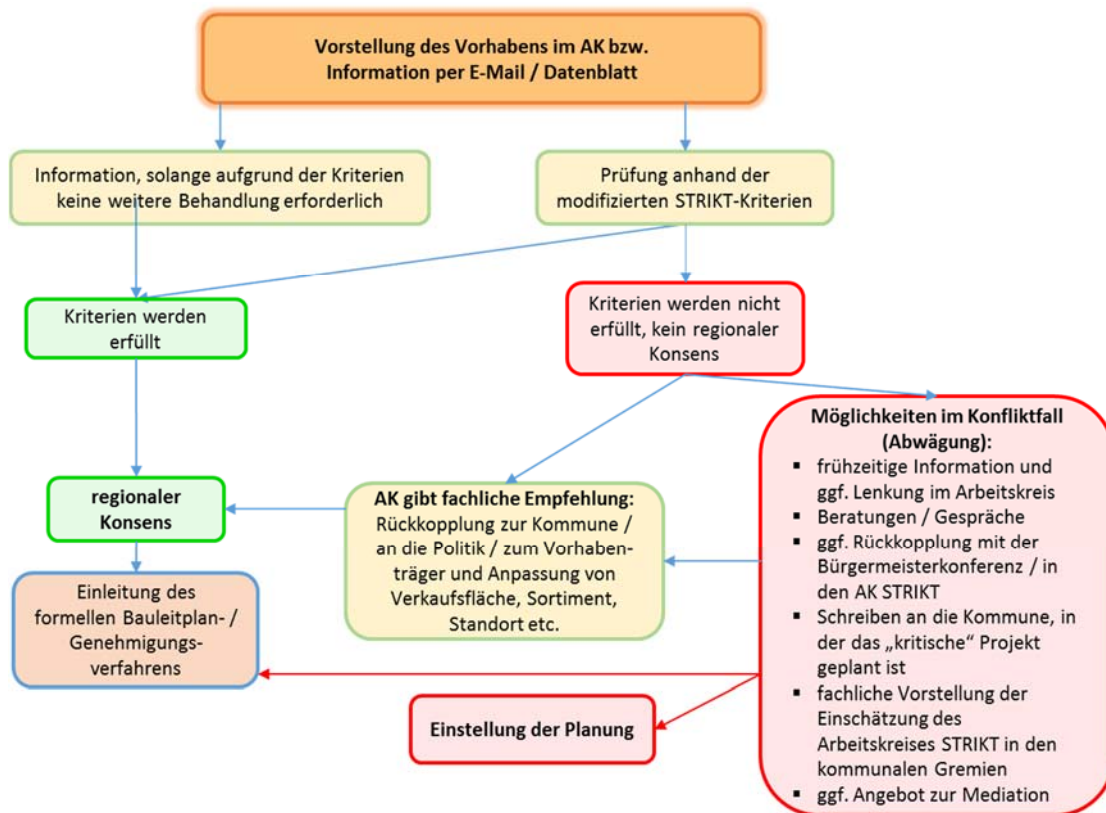 Vorstellung des Vorhabens im AK bzw.
Information per E-Mail / Datenblatt
Information, solange aufgrund der Kriterien
keine weitere Behandlung erforderlich
Prüfung anhand der
modifizierten STRIKT-Kriterien
Kriterien werden
erfüllt
Kriterien werden nicht
erfüllt, kein regionaler
Konsens
Möglichkeiten im Konfliktfall
(Abwägung):
▪ frühzeitige Information und
ggf. Lenkung im Arbeitskreis
▪ Beratungen / Gespräche
▪ ggf. Rückkopplung mit der
Bürgermeisterkonferenz / in
den AK STRIKT
▪ Schreiben an die Kommune, in
der das „kritische“ Projekt
geplant ist
▪ fachliche Vorstellung der
Einschätzung des
Arbeitskreises STRIKT in den
kommunalen Gremien
▪ ggf. Angebot zur Mediation
regionaler
Konsens
AK gibt fachliche Empfehlung:
Rückkopplung zur Kommune /
an die Politik / zum Vorhaben-
träger und Anpassung von
Verkaufsfläche, Sortiment,
Standort etc.
Einleitung des
formellen Bauleitplan- /
Genehmigungs-
verfahrens
Einstellung der Planung